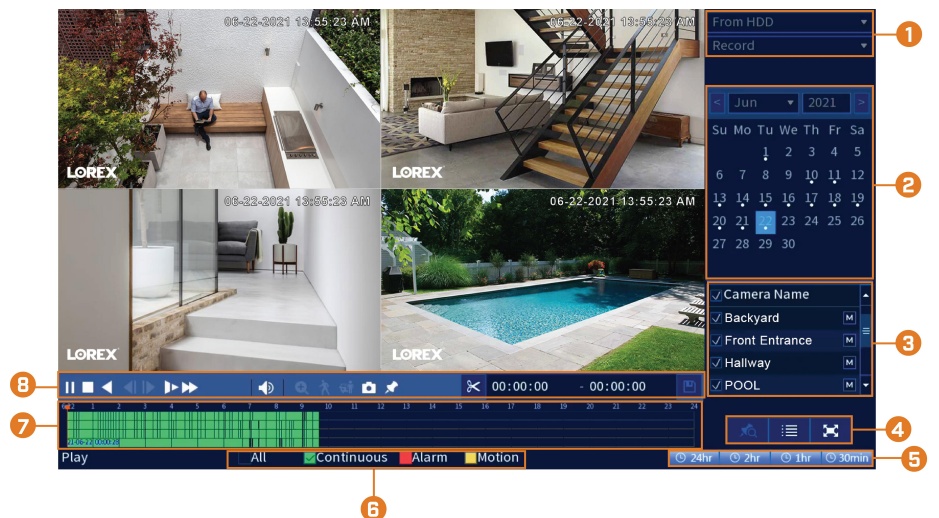 06-22-2021 13:55:23 AM
LOREX
06-22-2021 13:55:23 AM
LOREX
06-22-2021 13:55:23 AM
LOREX
06-22-2021 13:55:23 AM
LOREX
From HDD
Record
1
< Jun 2021 >
Su Mo Tu We Th Fr Sa
1 2 3 4 5
6 7 8 9 10 11 12
13 14 15 16 17 18 19
20 21 22 23 24 25 26
27 28 29 30
2
Camera Name
Backyard M
Front Entrance M
Hallway M
POOL M
3
8
00:00:00 - 00:00:00
7
1 2 3 4 5 6 7 8 9 10 11 12 13 14 15 16 17 18 19 20 21 22 23 24
21-06-22 00:00:28
4
Play
All Continuous Alarm Motion
24hr 2hr 1hr 30min
5
6